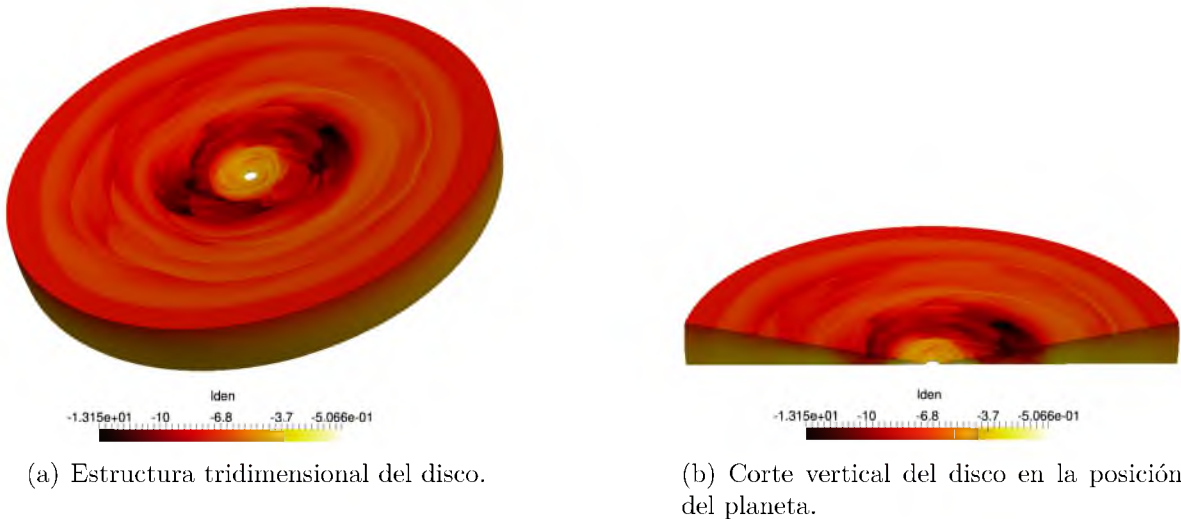 lden
-1.315e+01 -10 -6.8 -3.7 -5.066e-01
(a) Estructura tridimensional del disco.
lden
-1.315e+01 -10 -6.8 -3.7 -5.066e-01
(b) Corte vertical del disco en la posición
del planeta.